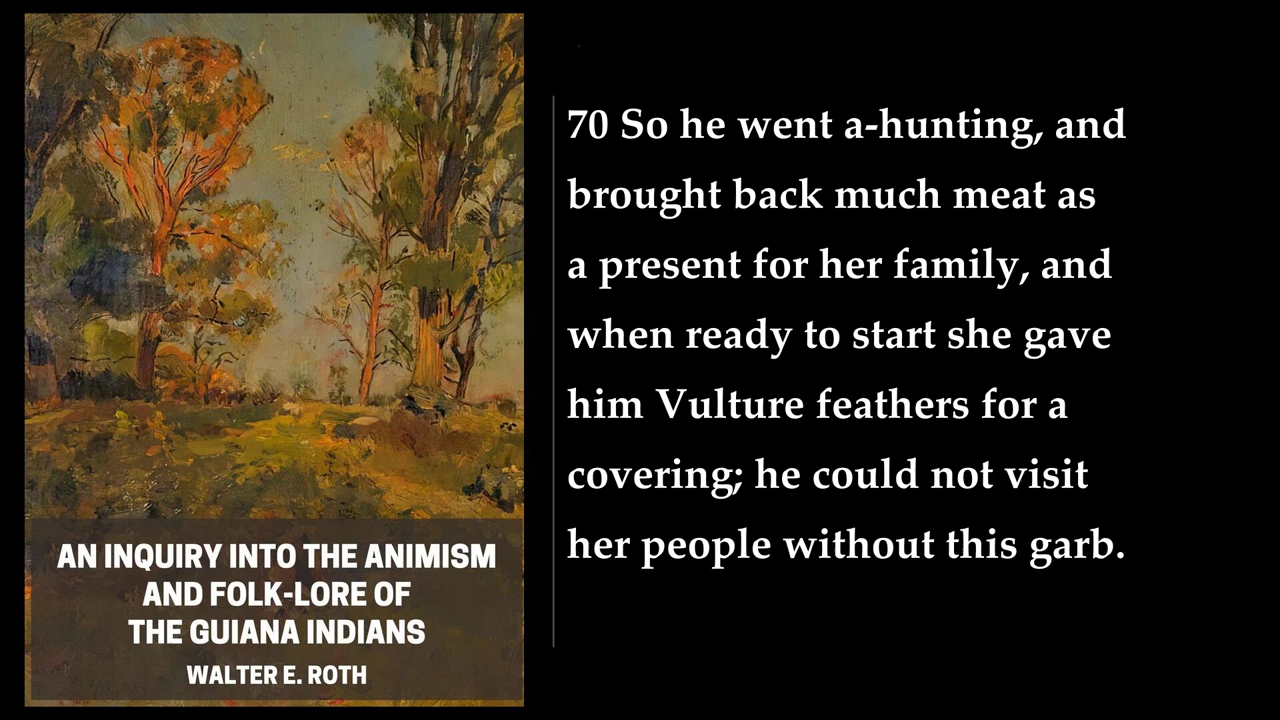 AN INQUIRY INTO THE ANIMISM
AND FOLK-LORE OF
THE GUIANA INDIANS
WALTER E. ROTH
70 So he went a-hunting, and
brought back much meat as
a present for her family, and
when ready to start she gave
him Vulture feathers for a
covering; he could not visit
her people without this garb.